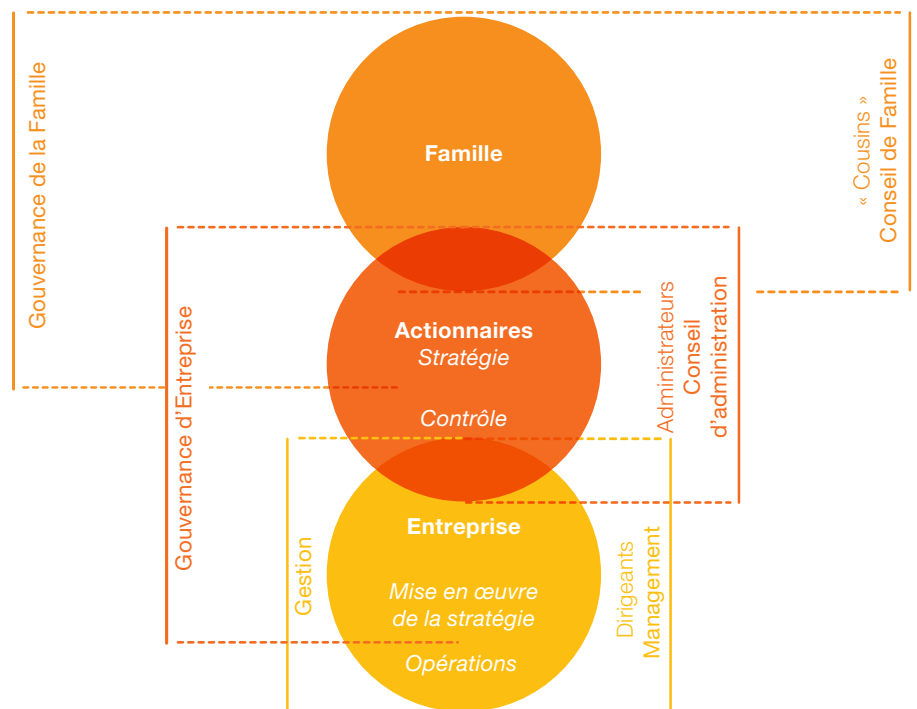 Gouvernance de la Famille
Famille
« Cousins »
Conseil de Famille
Gouvernance d'Entreprise
Actionnaires
Stratégie
Contrôle
Administrateurs
Conseil
d'administration
Gestion
Entreprise
Mise en œuvre
de la stratégie
Opérations
Dirigeants
Management